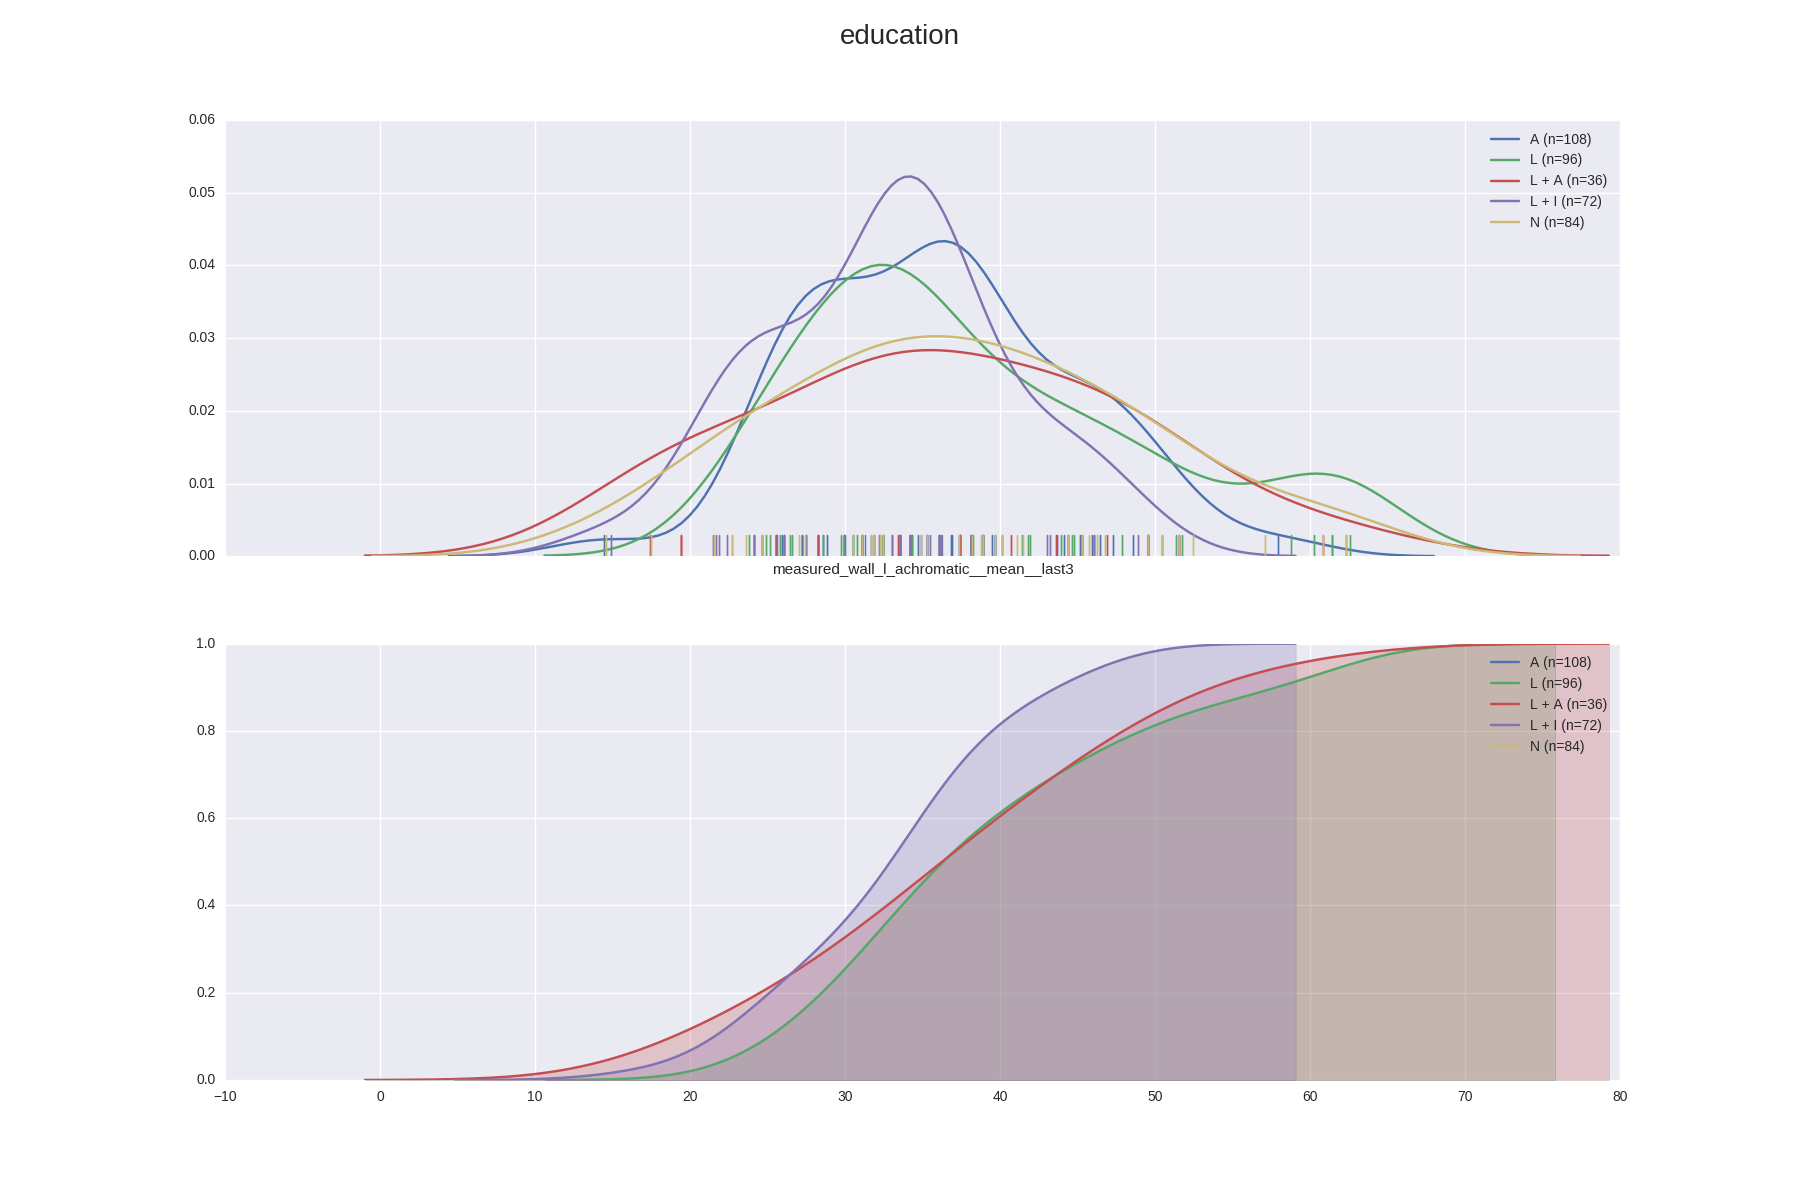 education
0.06
0.05
0.04
0.03
0.02
0.01
0.00
A (n=108)
L (n=96)
L + A (n=36)
L + I (n=72)
N (n=84)
measured_wall_l_achromatic__mean__last3
1.0
0.8
0.6
0.4
0.2
0.0
A (n=108)
L (n=96)
L + A (n=36)
L + I (n=72)
N (n=84)
−10 0 10 20 30 40 50 60 70 80